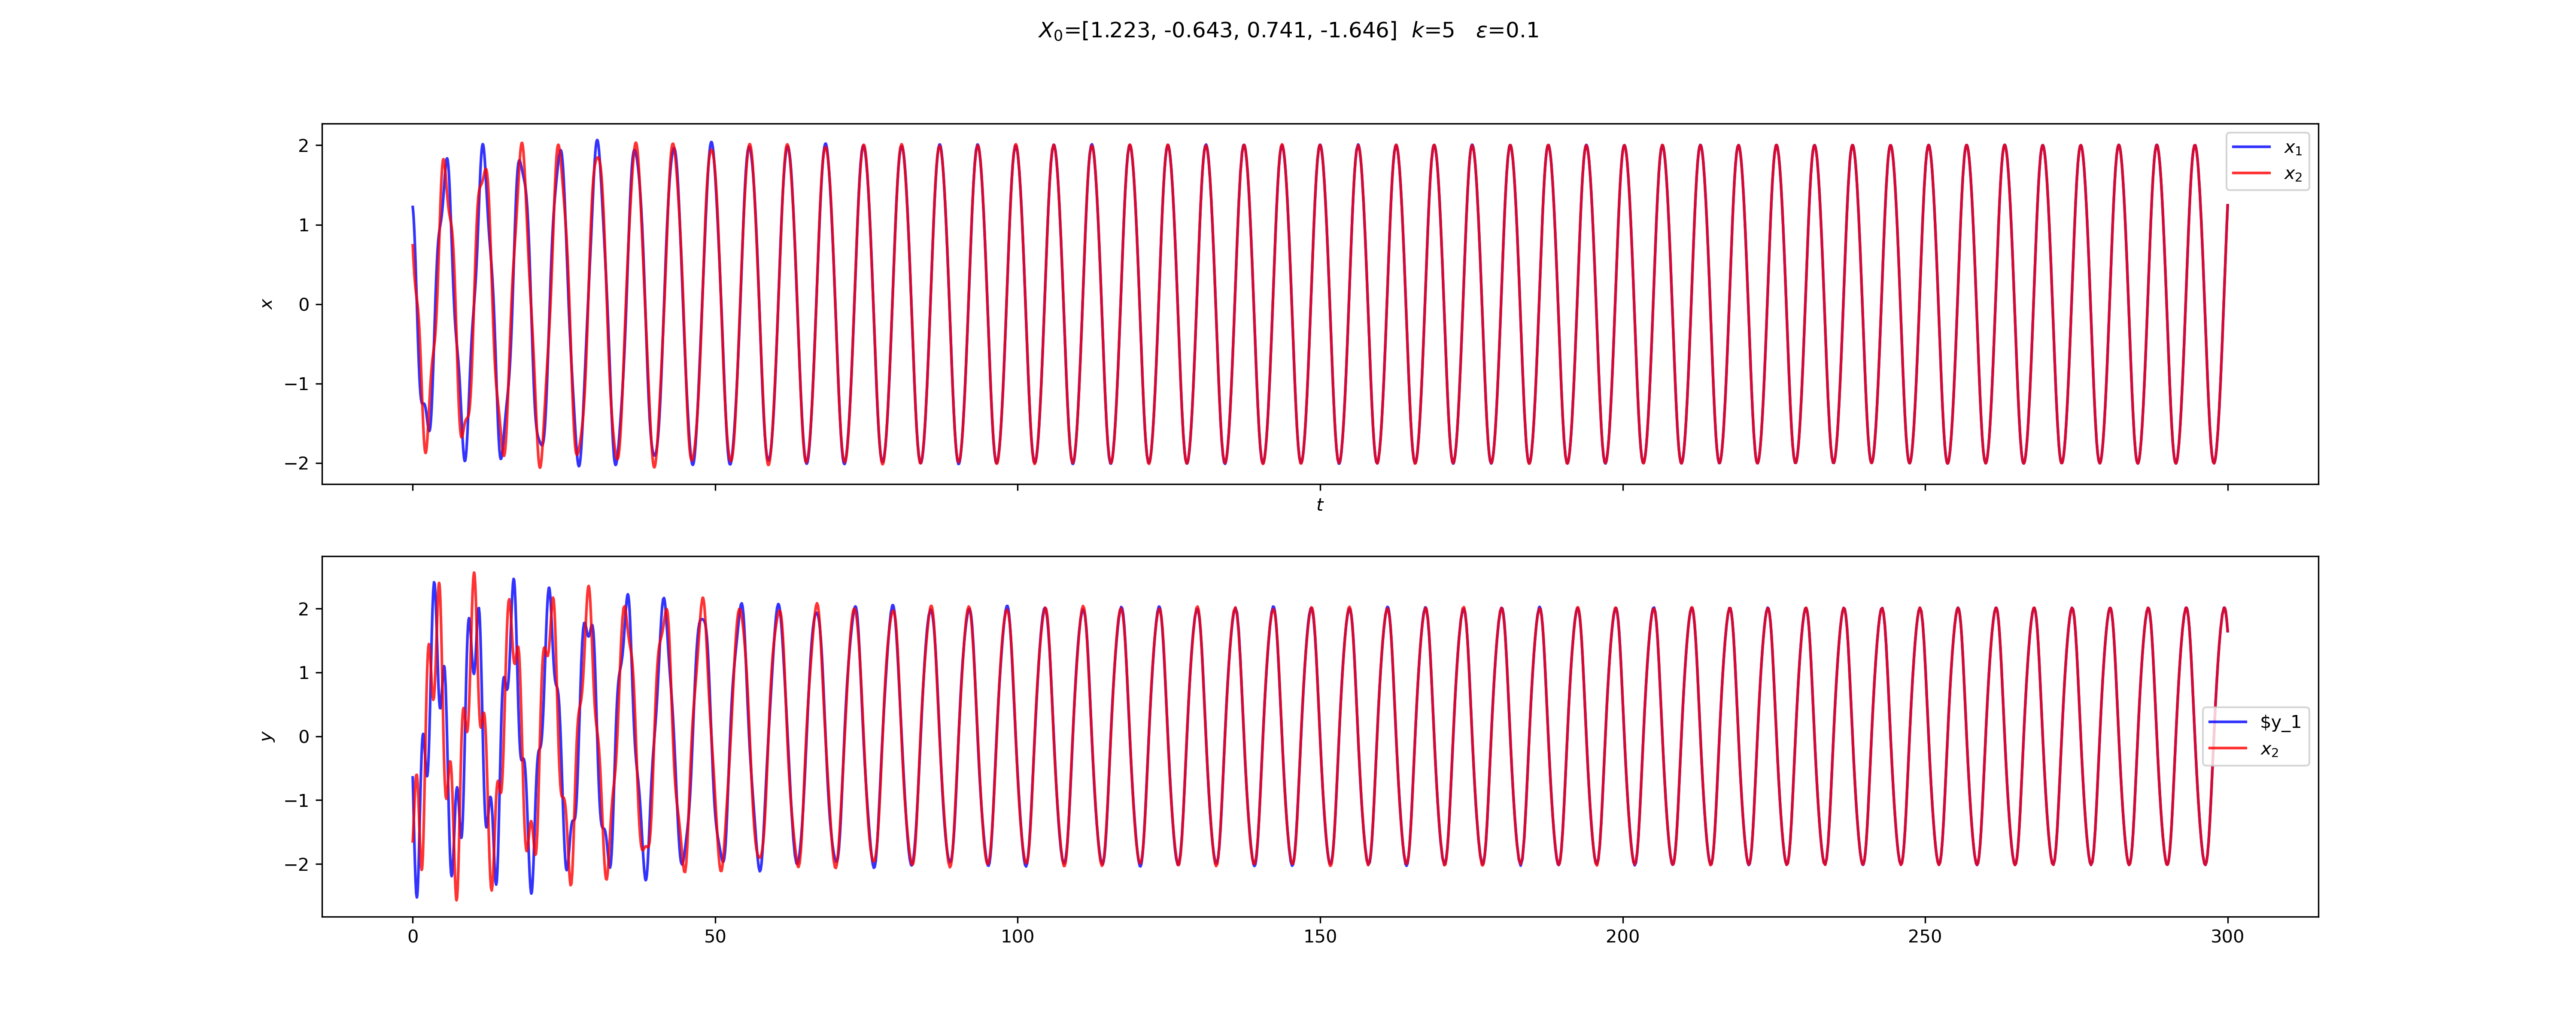 X₀=[1.223, -0.643, 0.741, -1.646] k=5 ε=0.1
2
1
0
−1
−2
x
x₁
x₂
t
2
1
0
−1
−2
y
$y_1
x₂
0 50 100 150 200 250 300